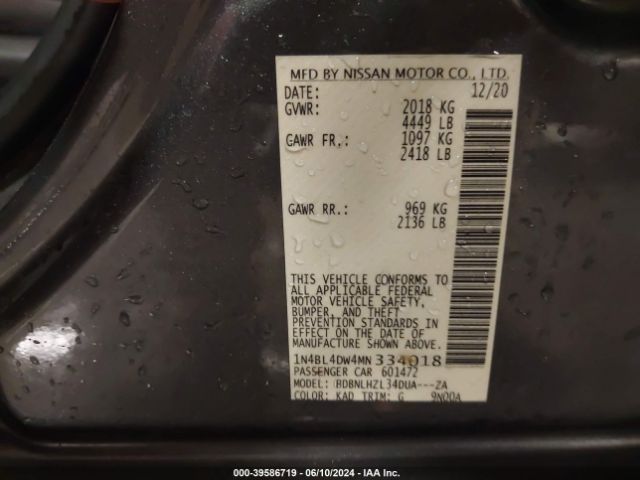 MFD BY NISSAN MOTOR CO., LTD.
DATE: 12/20
GVWR: 2018 KG
4449 LB
GAWR FR.: 1097 KG
2418 LB
GAWR RR.: 969 KG
2136 LB
THIS VEHICLE CONFORMS TO
ALL APPLICABLE FEDERAL
MOTOR VEHICLE SAFETY,
BUMPER, AND THEFT
PREVENTION STANDARDS IN
EFFECT ON THE DATE OF
MANUFACTURE SHOWN ABOVE.
1N4BL4DW4MN 334018
PASSENGER CAR 601472
MODEL: BDBNLHZL34DUA---ZA
COLOR: KAD TRIM: G 9N00A
000-39586719 - 06/10/2024 - IAA Inc.